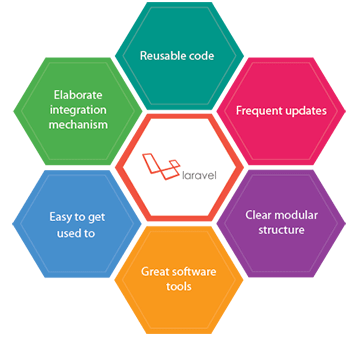 Reusable code
Elaborate
integration
mechanism
Frequent updates
laravel
Easy to get
used to
Clear modular
structure
Great software
tools